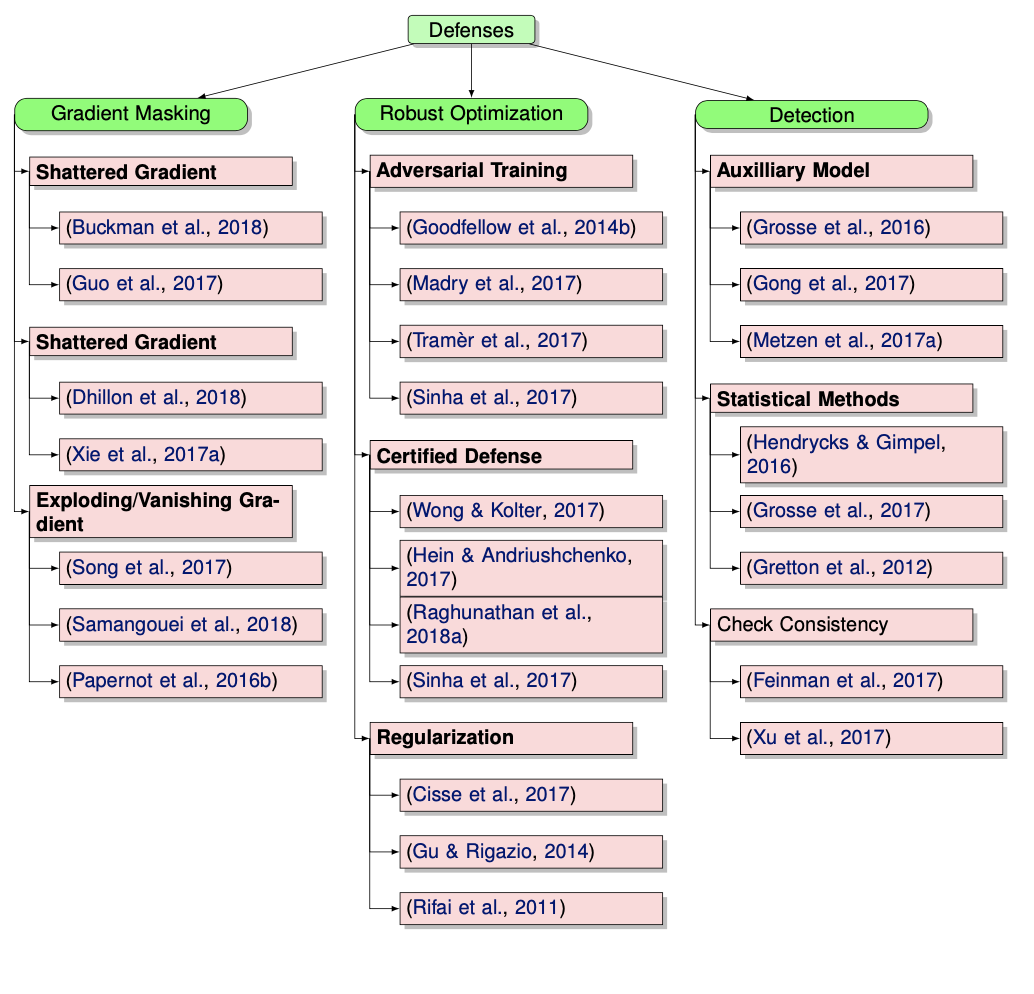 Defenses
Gradient Masking
Shattered Gradient
(Buckman et al., 2018)
(Guo et al., 2017)
Shattered Gradient
(Dhillon et al., 2018)
(Xie et al., 2017a)
Exploding/Vanishing Gra-
dient
(Song et al., 2017)
(Samangouei et al., 2018)
(Papernot et al., 2016b)
Robust Optimization
Adversarial Training
(Goodfellow et al., 2014b)
(Madry et al., 2017)
(Tramèr et al., 2017)
(Sinha et al., 2017)
Certified Defense
(Wong & Kolter, 2017)
(Hein & Andriushchenko,
2017)
(Raghunathan et al.,
2018a)
(Sinha et al., 2017)
Regularization
(Cisse et al., 2017)
(Gu & Rigazio, 2014)
(Rifai et al., 2011)
Detection
Auxilliary Model
(Grosse et al., 2016)
(Gong et al., 2017)
(Metzen et al., 2017a)
Statistical Methods
(Hendrycks & Gimpel,
2016)
(Grosse et al., 2017)
(Gretton et al., 2012)
Check Consistency
(Feinman et al., 2017)
(Xu et al., 2017)